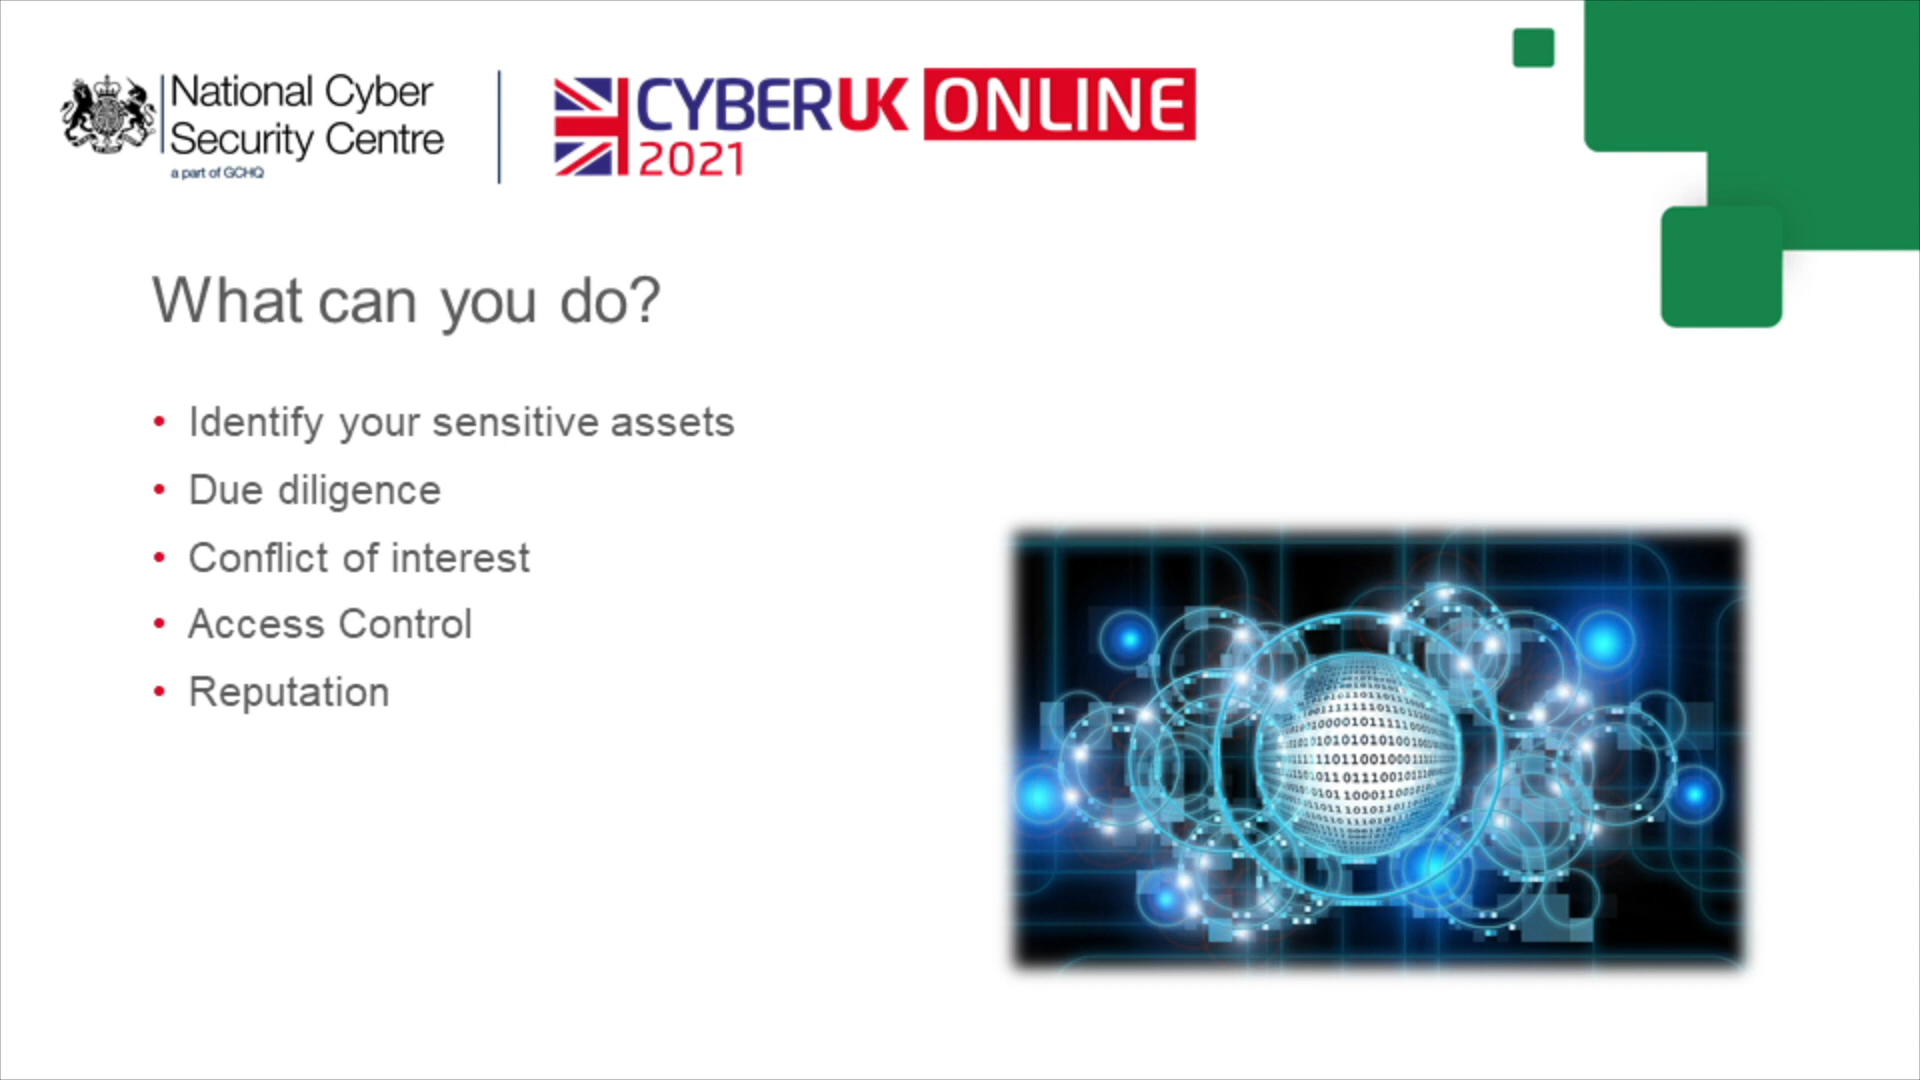 National Cyber
Security Centre
a part of GCHQ
CYBERUK ONLINE
2021
What can you do?
• Identify your sensitive assets
• Due diligence
• Conflict of interest
• Access Control
• Reputation